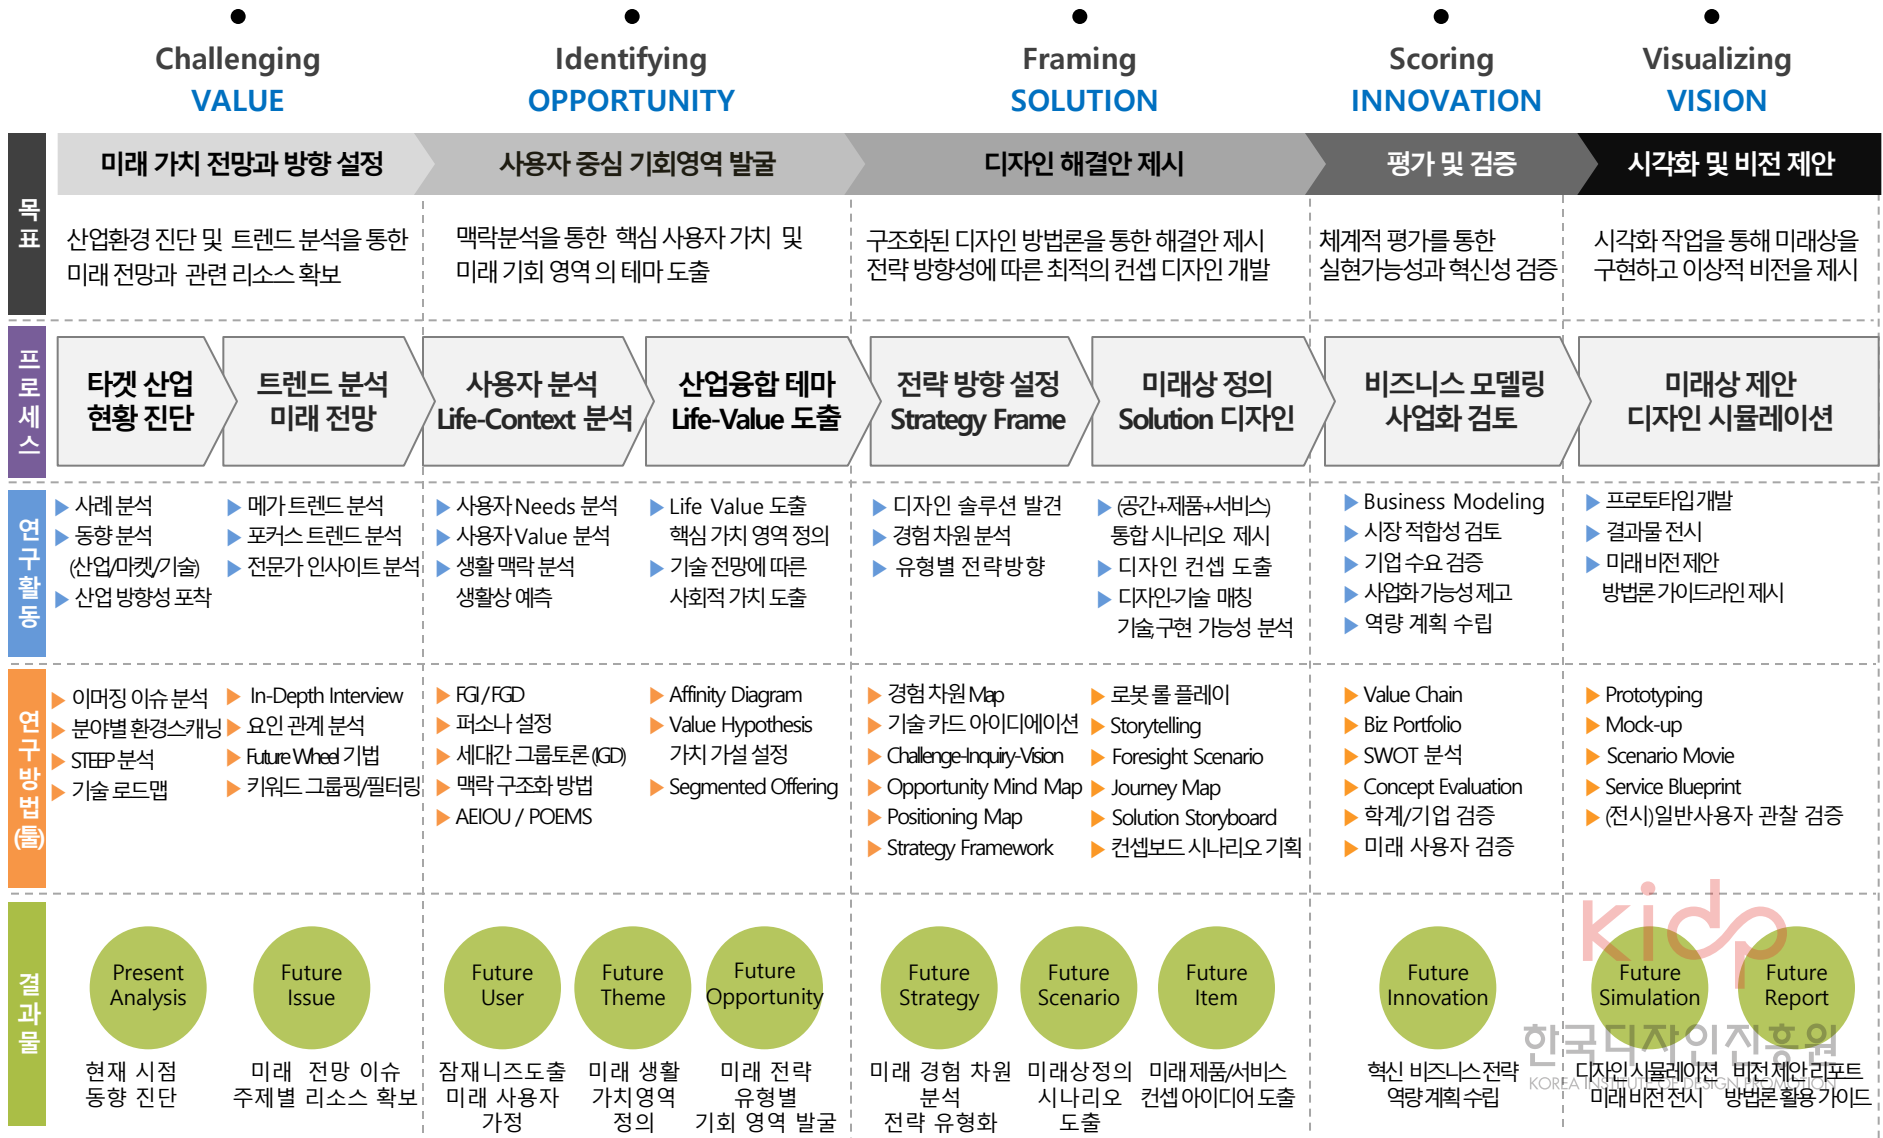 Challenging
VALUE
Identifying
OPPORTUNITY
Framing
SOLUTION
Scoring
INNOVATION
Visualizing
VISION
목표
미래 가치 전망과 방향 설정
사용자 중심 기회영역 발굴
디자인 해결안 제시
평가 및 검증
시각화 및 비전 제안
산업환경 진단 및 트렌드 분석을 통한
미래 전망과 관련 리소스 확보
맥락분석을 통한 핵심 사용자 가치 및
미래 기회 영역 의 테마 도출
구조화된 디자인 방법론을 통한 해결안 제시
전략 방향성에 따른 최적의 컨셉 디자인 개발
체계적 평가를 통한
실현가능성과 혁신성 검증
시각화 작업을 통해 미래상을
구현하고 이상적 비전을 제시
프로세스
타겟 산업
현황 진단
트렌드 분석
미래 전망
사용자 분석
Life-Context 분석
산업융합 테마
Life-Value 도출
전략 방향 설정
Strategy Frame
미래상 정의
Solution 디자인
비즈니스 모델링
사업화 검토
미래상 제안
디자인 시뮬레이션
연구활동
▶ 사례 분석
▶ 동향 분석
(산업/마켓/기술)
▶ 산업 방향성 포착
▶ 메가 트렌드 분석
▶ 포커스 트렌드 분석
▶ 전문가 인사이트 분석
▶ 사용자 Needs 분석
▶ 사용자 Value 분석
▶ 생활 맥락 분석
생활상 예측
▶ Life Value 도출
핵심 가치 영역 정의
▶ 기술 전망에 따른
사회적 가치 도출
▶ 디자인 솔루션 발견
▶ 경험 차원 분석
▶ 유형별 전략방향
▶ (공간+제품+서비스)
통합 시나리오 제시
▶ 디자인 컨셉 도출
▶ 디자인-기술 매칭
기술,구현 가능성 분석
▶ Business Modeling
▶ 시장 적합성 검토
▶ 기업 수요 검증
▶ 사업화 가능성 제고
▶ 역량 계획 수립
▶ 프로토타입 개발
▶ 결과물 전시
▶ 미래 비전 제안
방법론 가이드라인 제시
연구방법(툴)
▶ 이머징 이슈 분석
▶ 분야별 환경스캐닝
▶ STEEP 분석
▶ 기술 로드맵
▶ In-Depth Interview
▶ 요인 관계 분석
▶ Future Wheel 기법
▶ 키워드 그룹핑/필터링
▶ FGI / FGD
▶ 퍼소나 설정
▶ 세대간 그룹토론 (IGD)
▶ 맥락 구조화 방법
▶ AEIOU / POEMS
▶ Affinity Diagram
▶ Value Hypothesis
가치 가설 설정
▶ Segmented Offering
▶ 경험 차원 Map
▶ 기술 카드 아이디에이션
▶ Challenge-Inquiry-Vision
▶ Opportunity Mind Map
▶ Positioning Map
▶ Strategy Framework
▶ 로봇 롤 플레이
▶ Storytelling
▶ Foresight Scenario
▶ Journey Map
▶ Solution Storyboard
▶ 컨셉보드 시나리오 기획
▶ Value Chain
▶ Biz Portfolio
▶ SWOT 분석
▶ Concept Evaluation
▶ 학계/기업 검증
▶ 미래 사용자 검증
▶ Prototyping
▶ Mock-up
▶ Scenario Movie
▶ Service Blueprint
▶ (전시)일반사용자 관찰 검증
결과물
Present
Analysis
현재 시점
동향 진단
Future
Issue
미래 전망 이슈
주제별 리소스 확보
Future
User
잠재니즈도출
미래 사용자
가정
Future
Theme
미래 생활
가치영역
정의
Future
Opportunity
미래 전략
유형별
기회 영역 발굴
Future
Strategy
미래 경험 차원
분석
전략 유형화
Future
Scenario
미래상정의
시나리오
도출
Future
Item
미래 제품/서비스
컨셉 아이디어 도출
Future
Innovation
혁신 비즈니스 전략
역량 계획 수립
Future
Simulation
디자인 시뮬레이션
미래 비전 전시
Future
Report
비전 제안 리포트
방법론 활용 가이드
kidp
한국디자인진흥원
KOREA INSTITUTE OF DESIGN PROMOTION